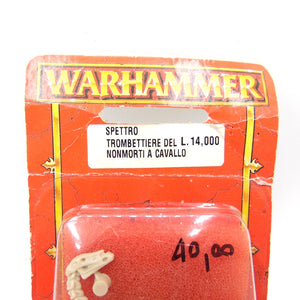 WARHAMMER
SPETTRO
TROMBETTIERE DEL L. 14,000
NONMORTI A CAVALLO
40,00